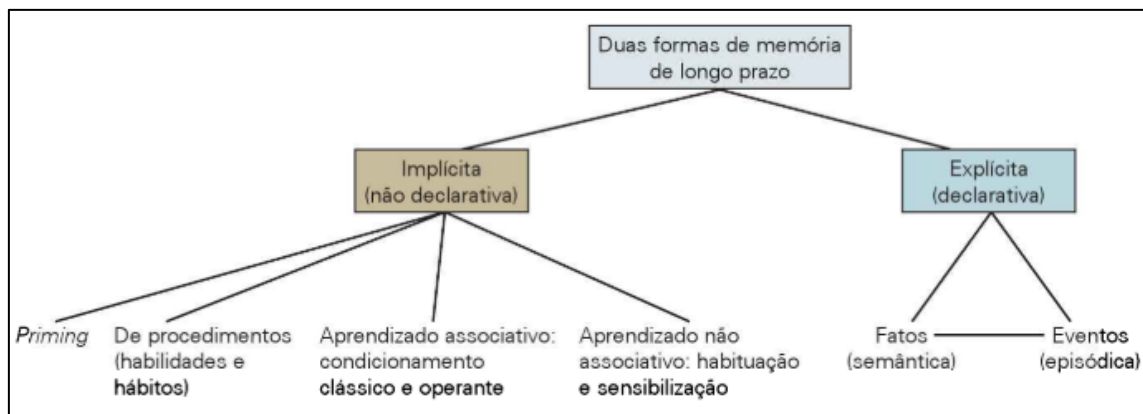 Duas formas de memória
de longo prazo
Implícita
(não declarativa)
Explícita
(declarativa)
Priming
De procedimentos
(habilidades e
hábitos)
Aprendizado associativo:
condicionamento
clássico e operante
Aprendizado não
associativo: habituação
e sensibilização
Fatos
(semântica)
Eventos
(episódica)